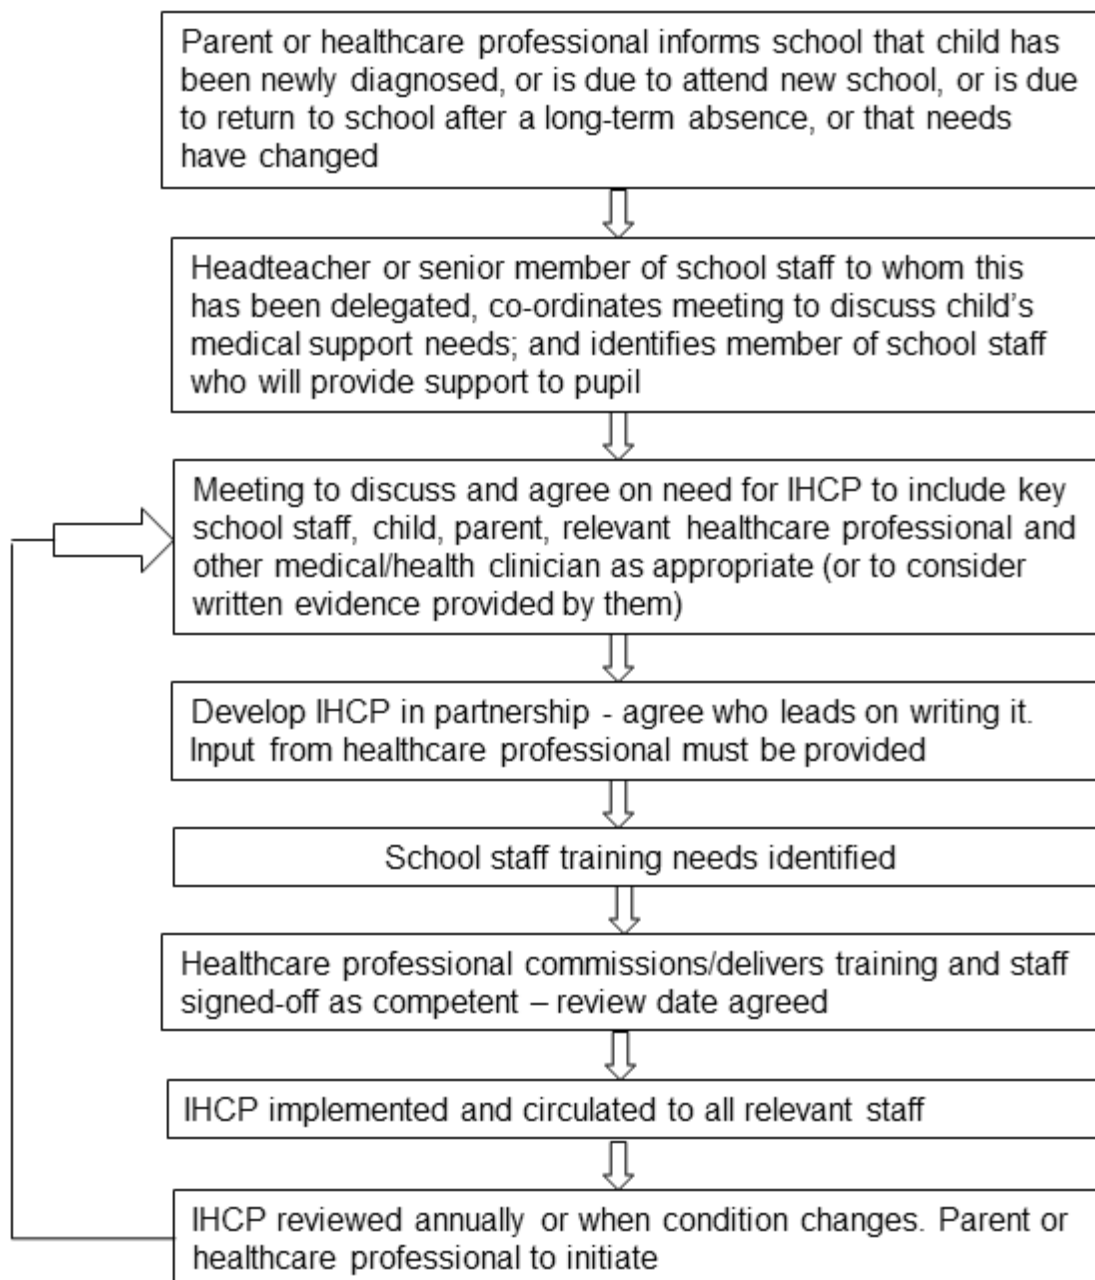 Parent or healthcare professional informs school that child has
been newly diagnosed, or is due to attend new school, or is due
to return to school after a long-term absence, or that needs
have changed
Headteacher or senior member of school staff to whom this
has been delegated, co-ordinates meeting to discuss child’s
medical support needs; and identifies member of school staff
who will provide support to pupil
Meeting to discuss and agree on need for IHCP to include key
school staff, child, parent, relevant healthcare professional and
other medical/health clinician as appropriate (or to consider
written evidence provided by them)
Develop IHCP in partnership - agree who leads on writing it.
Input from healthcare professional must be provided
School staff training needs identified
Healthcare professional commissions/delivers training and staff
signed-off as competent – review date agreed
IHCP implemented and circulated to all relevant staff
IHCP reviewed annually or when condition changes. Parent or
healthcare professional to initiate